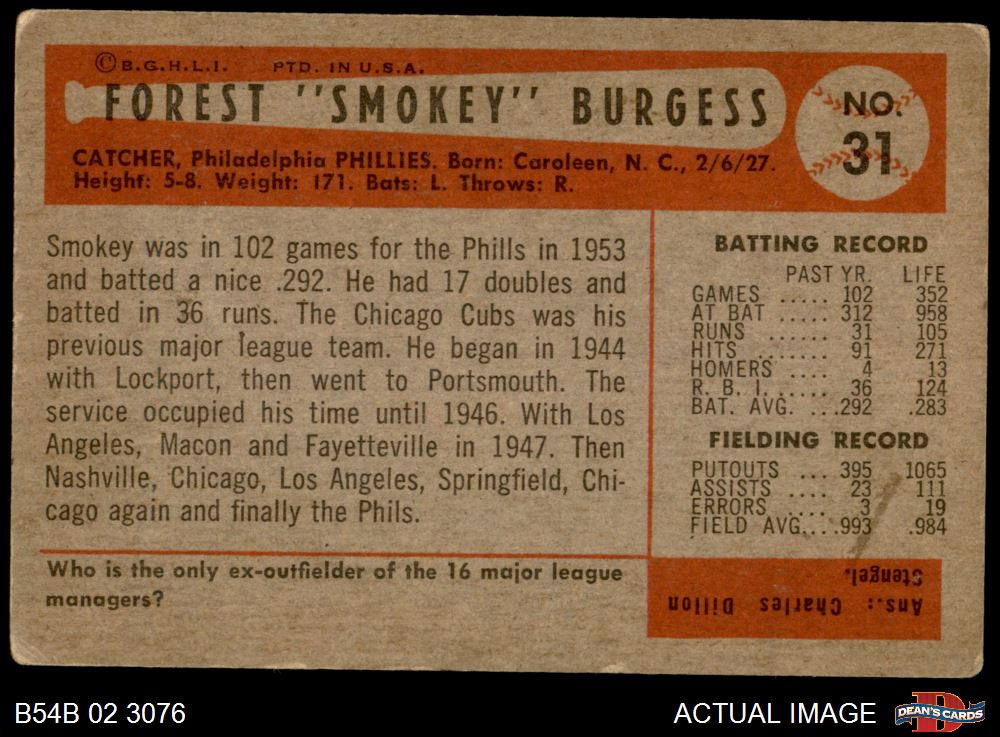 © B.G.H.L.I. PTD. IN U.S.A.
FOREST "SMOKEY" BURGESS
NO.
31
CATCHER, Philadelphia PHILLIES. Born: Caroleen, N. C., 2/6/27.
Height: 5-8. Weight: 171. Bats: L. Throws: R.
Smokey was in 102 games for the Phills in 1953
and batted a nice .292. He had 17 doubles and
batted in 36 runs. The Chicago Cubs was his
previous major league team. He began in 1944
with Lockport, then went to Portsmouth. The
service occupied his time until 1946. With Los
Angeles, Macon and Fayetteville in 1947. Then
Nashville, Chicago, Los Angeles, Springfield, Chi-
cago again and finally the Phils.
BATTING RECORD
PAST YR. LIFE
GAMES ..... 102 352
AT BAT ..... 312 958
RUNS ...... 31 105
HITS ....... 91 271
HOMERS .... 4 13
R. B. I. ..... 36 124
BAT. AVG. ...292 .283
FIELDING RECORD
PUTOUTS ... 395 1065
ASSISTS .... 23 111
ERRORS .... 3 19
FIELD AVG....993 .984
Who is the only ex-outfielder of the 16 major league
managers?
Ans.: Charles Dillon
Stengel.
B54B 02 3076
ACTUAL IMAGE
DEAN'S CARDS